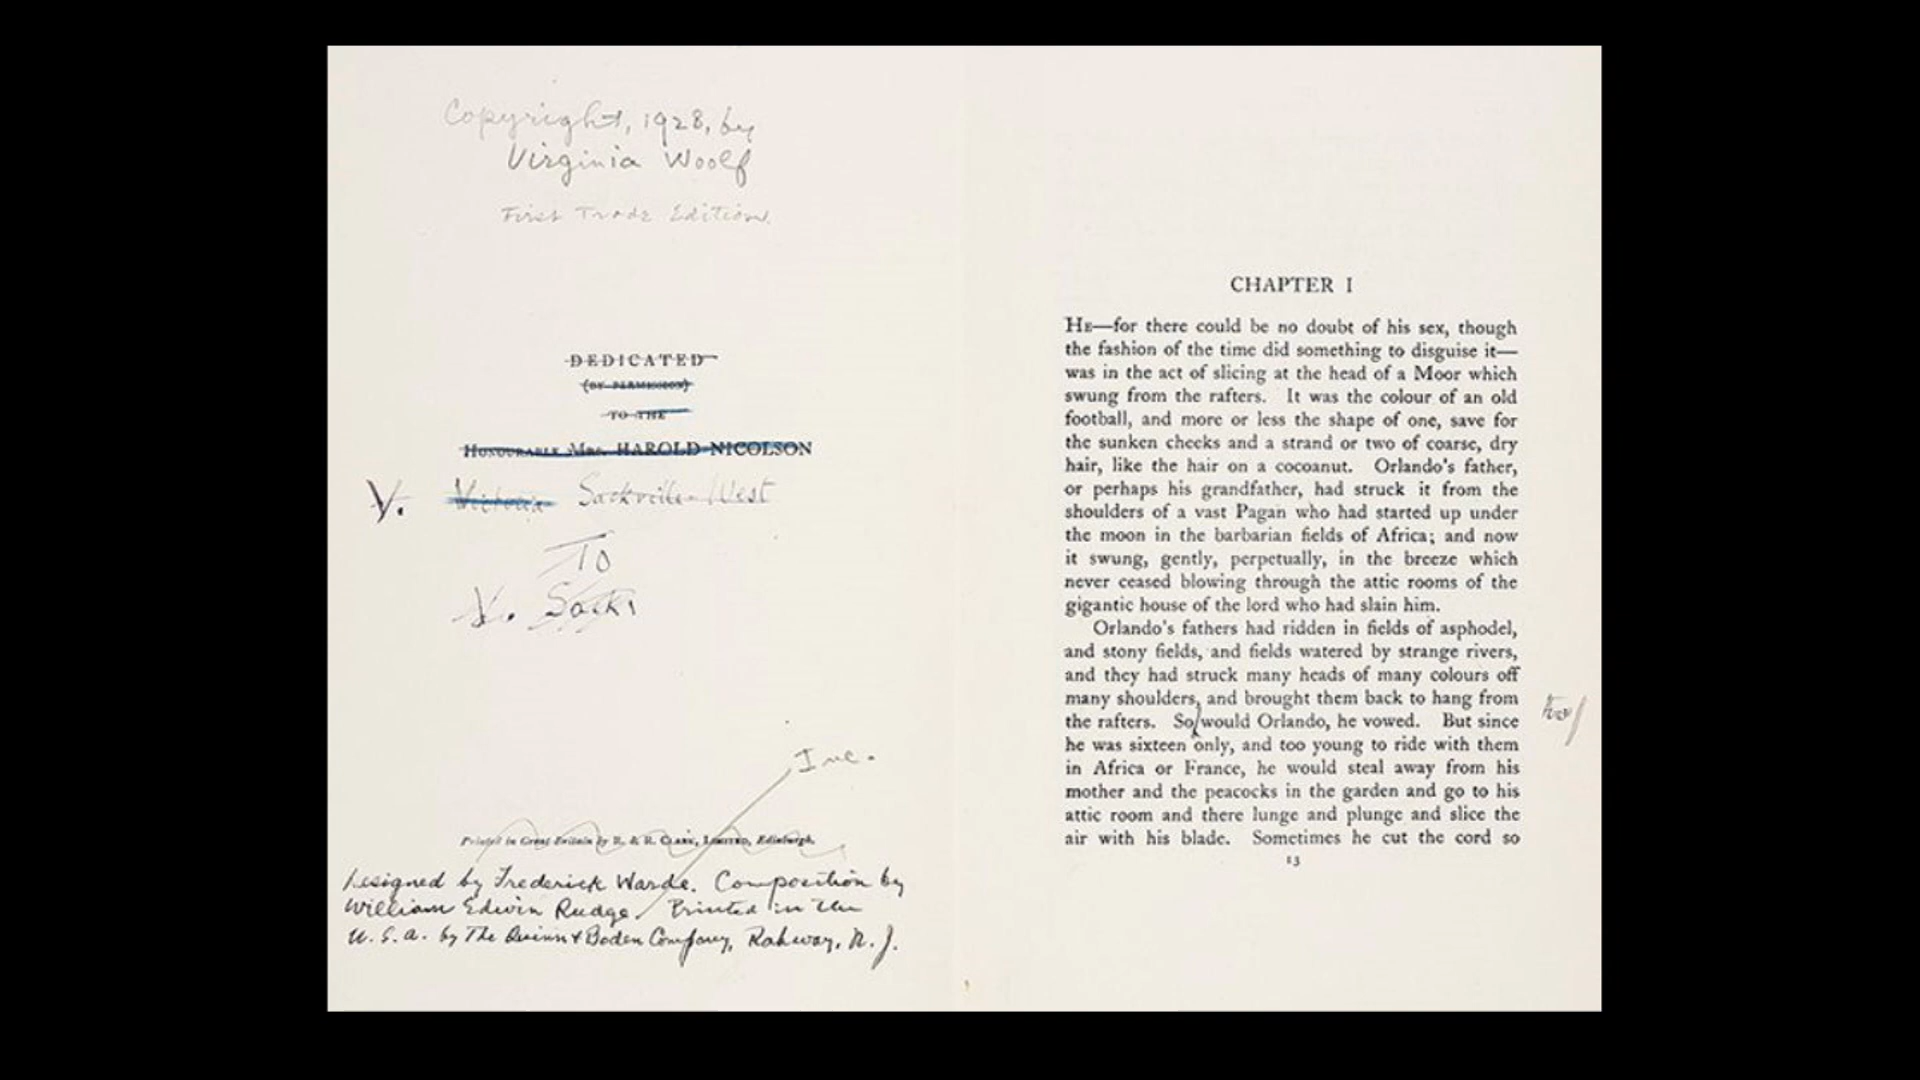 Copyright, 1928, by
Virginia Woolf
First Trade Edition.
DEDICATED
(BY PERMISSION)
TO THE
HONOURABLE MRS. HAROLD NICOLSON
V. Victoria Sackville-West
To
V. Sack
Inc.
Printed in Great Britain by R. & R. CLARK, LIMITED, Edinburgh.
Designed by Frederick Warde. Composition by
William Edwin Rudge Printed in the
U.S.A. by The Quinn & Boden Company, Rahway, N.J.
CHAPTER I
HE—for there could be no doubt of his sex, though
the fashion of the time did something to disguise it—
was in the act of slicing at the head of a Moor which
swung from the rafters. It was the colour of an old
football, and more or less the shape of one, save for
the sunken cheeks and a strand or two of coarse, dry
hair, like the hair on a cocoanut. Orlando's father,
or perhaps his grandfather, had struck it from the
shoulders of a vast Pagan who had started up under
the moon in the barbarian fields of Africa; and now
it swung, gently, perpetually, in the breeze which
never ceased blowing through the attic rooms of the
gigantic house of the lord who had slain him.
Orlando's fathers had ridden in fields of asphodel,
and stony fields, and fields watered by strange rivers,
and they had struck many heads of many colours off
many shoulders, and brought them back to hang from
the rafters. So would Orlando, he vowed. But since
he was sixteen only, and too young to ride with them
in Africa or France, he would steal away from his
mother and the peacocks in the garden and go to his
attic room and there lunge and plunge and slice the
air with his blade. Sometimes he cut the cord so
13